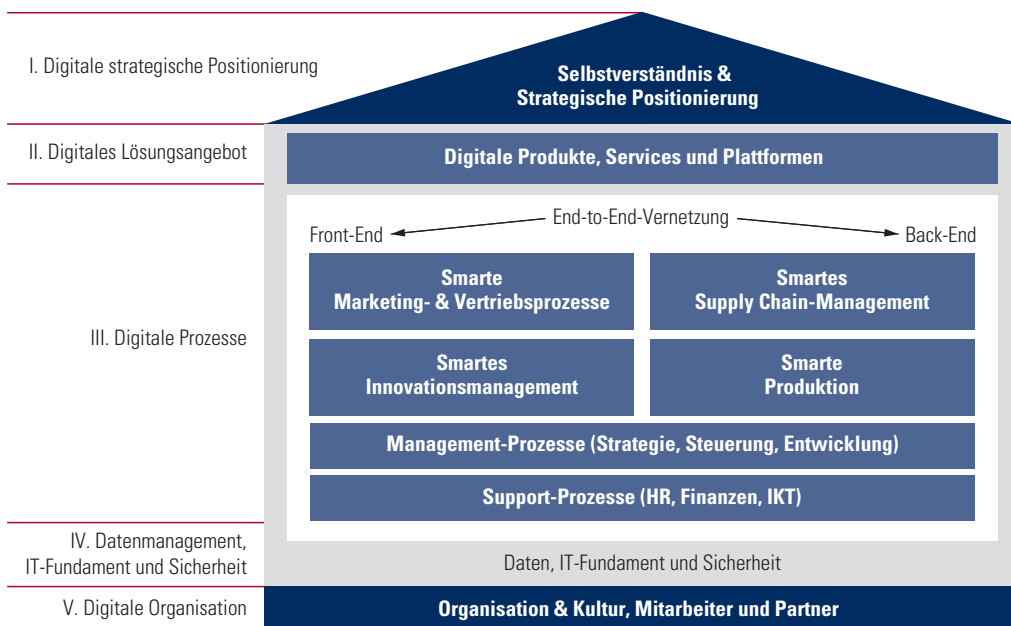 I. Digitale strategische Positionierung
Selbstverständnis &
Strategische Positionierung
II. Digitales Lösungsangebot
Digitale Produkte, Services und Plattformen
End-to-End-Vernetzung
Front-End
Back-End
III. Digitale Prozesse
Smarte
Marketing- & Vertriebsprozesse
Smartes
Supply Chain-Management
Smartes
Innovationsmanagement
Smarte
Produktion
Management-Prozesse (Strategie, Steuerung, Entwicklung)
Support-Prozesse (HR, Finanzen, IKT)
IV. Datenmanagement,
IT-Fundament und Sicherheit
Daten, IT-Fundament und Sicherheit
V. Digitale Organisation
Organisation & Kultur, Mitarbeiter und Partner